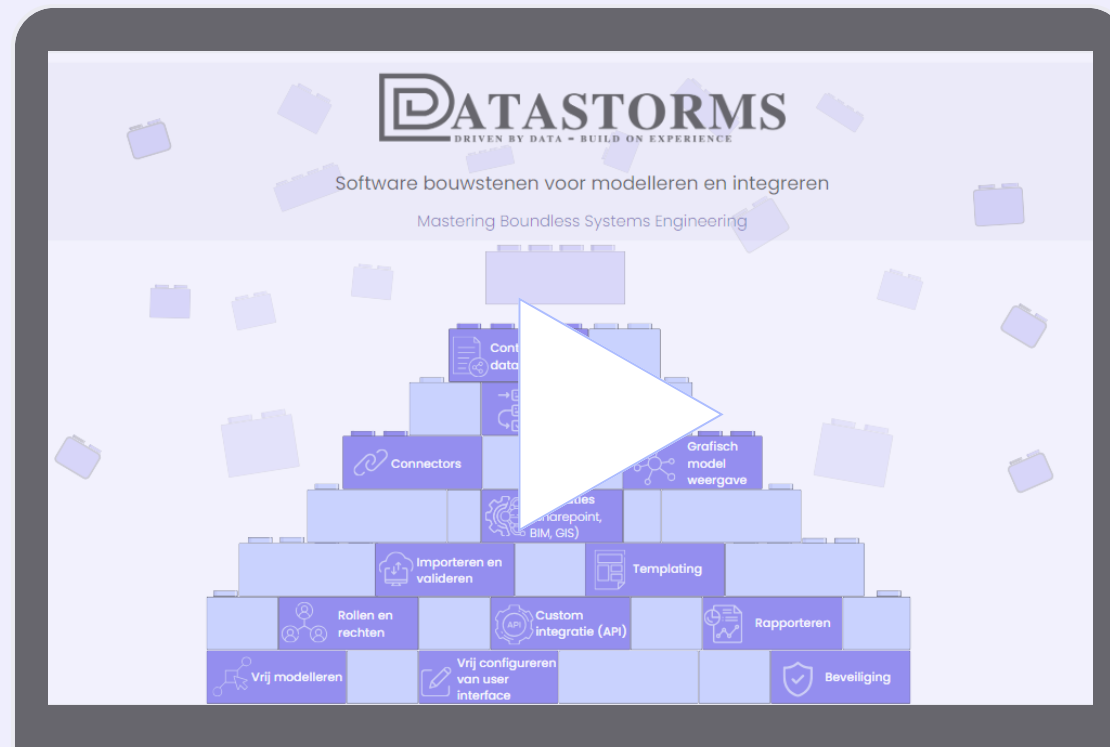 DATASTORMS
DRIVEN BY DATA - BUILD ON EXPERIENCE
Software bouwstenen voor modelleren en integreren
Mastering Boundless Systems Engineering
Connectors
Grafisch
model
weergave
BIM, GIS)
Importeren en
valideren
Templating
Rollen en
rechten
API
Custom
integratie (API)
Rapporteren
Vrij modelleren
Vrij configureren
van user
interface
Beveiliging